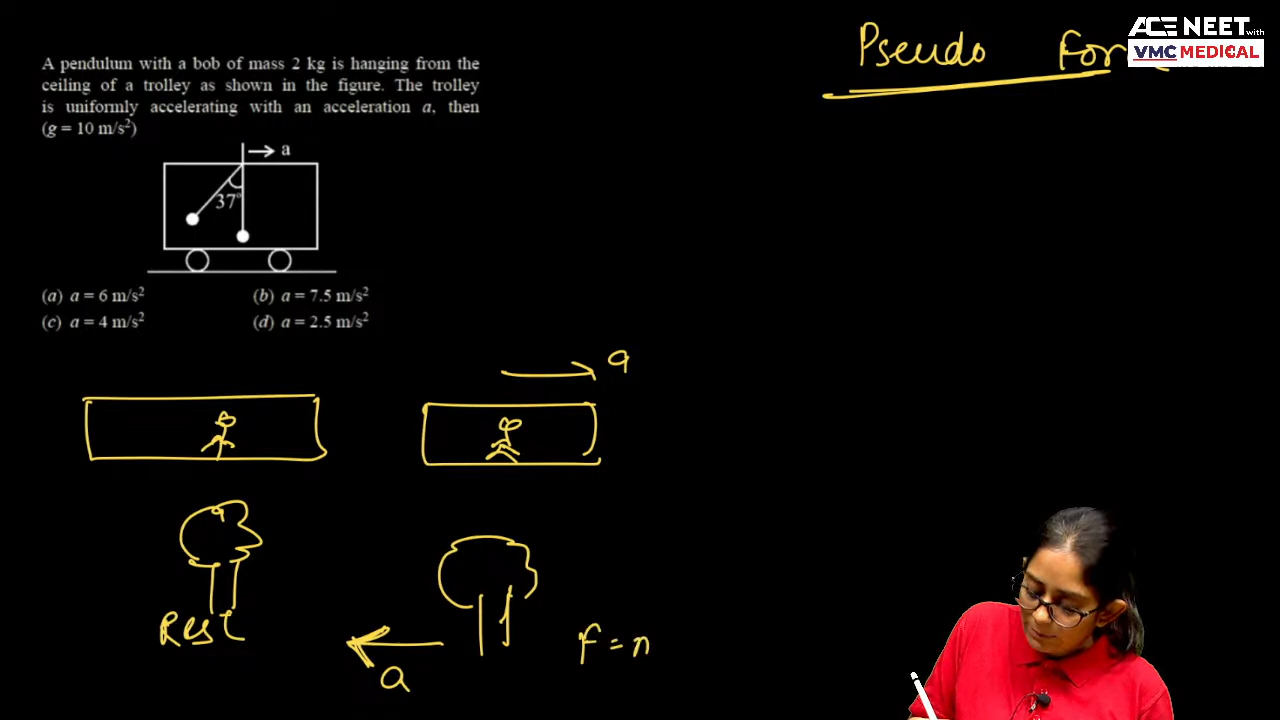 Pseudo For
ACE NEET with
VMC MEDICAL
A pendulum with a bob of mass 2 kg is hanging from the
ceiling of a trolley as shown in the figure. The trolley
is uniformly accelerating with an acceleration a, then
(g = 10 m/s²)
a
37°
(a) a = 6 m/s² (b) a = 7.5 m/s²
(c) a = 4 m/s² (d) a = 2.5 m/s²
a
Rest
a
F = n